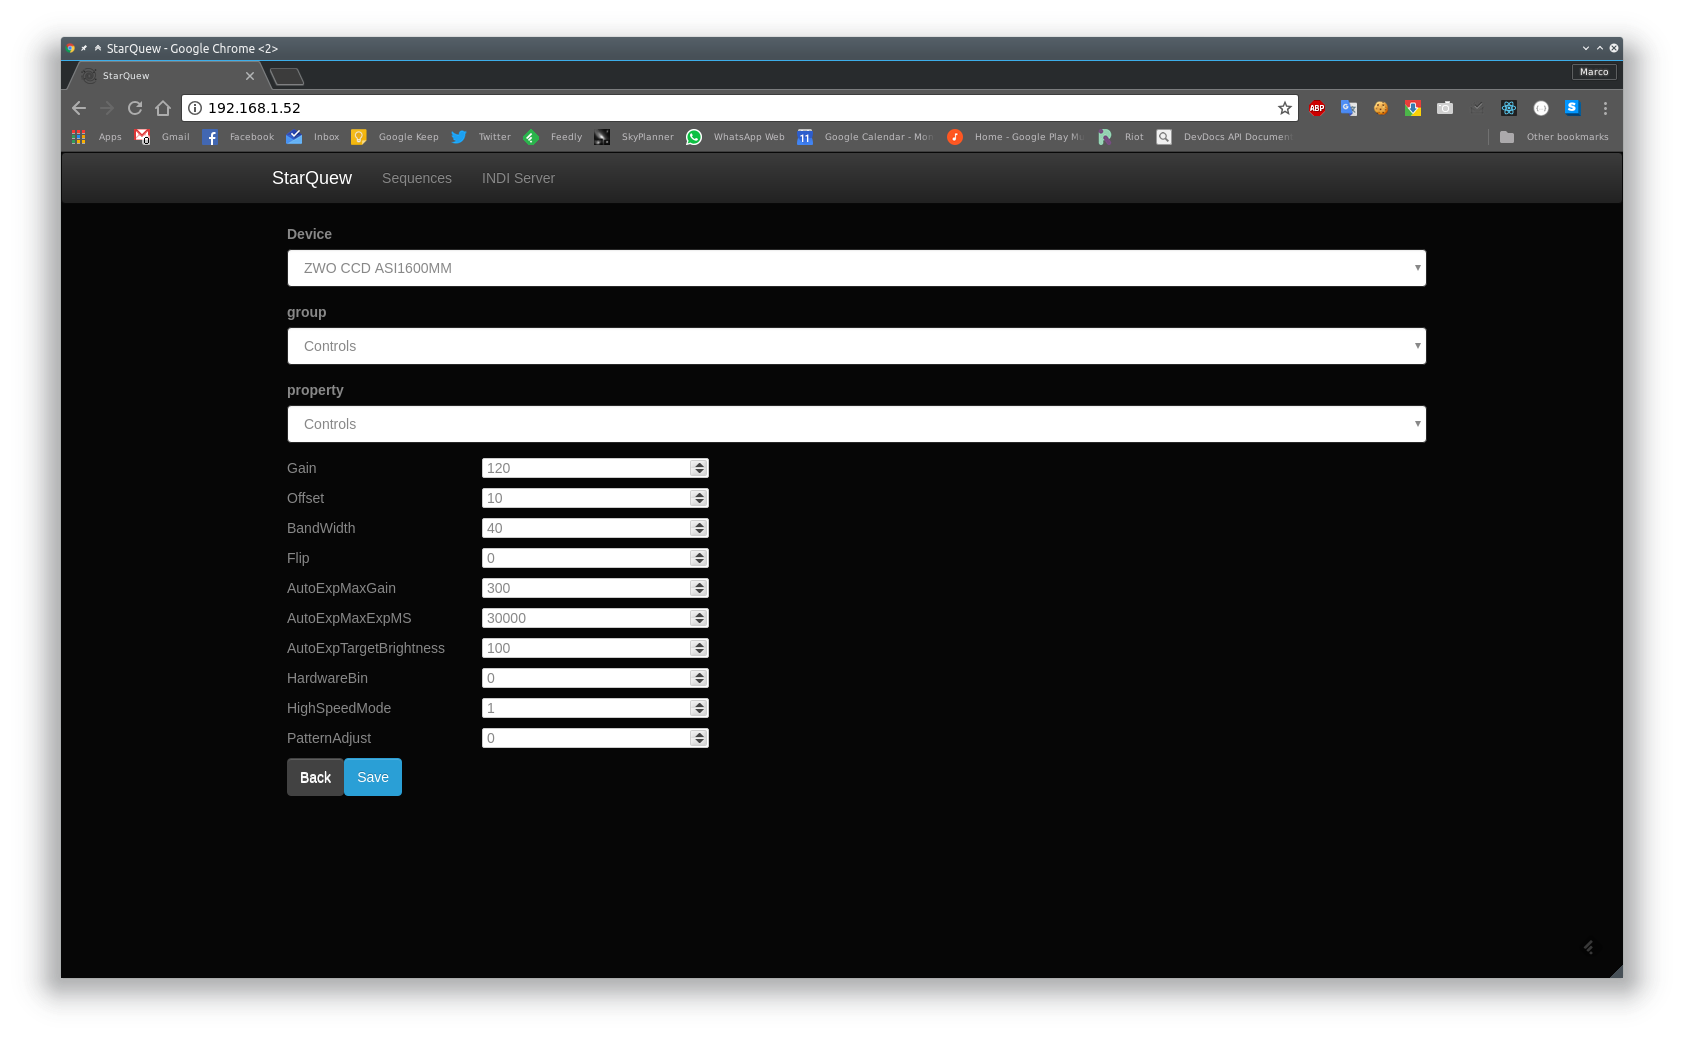 StarQuew - Google Chrome <2>
StarQuew
Marco
192.168.1.52
ABP
S
Apps 0 Gmail Facebook Inbox Google Keep Twitter Feedly SkyPlanner WhatsApp Web 11 Google Calendar - Mon Home - Google Play Mu Riot DevDocs API Document Other bookmarks
StarQuew Sequences INDI Server
Device
ZWO CCD ASI1600MM
group
Controls
property
Controls
Gain 120
Offset 10
BandWidth 40
Flip 0
AutoExpMaxGain 300
AutoExpMaxExpMS 30000
AutoExpTargetBrightness 100
HardwareBin 0
HighSpeedMode 1
PatternAdjust 0
Back Save